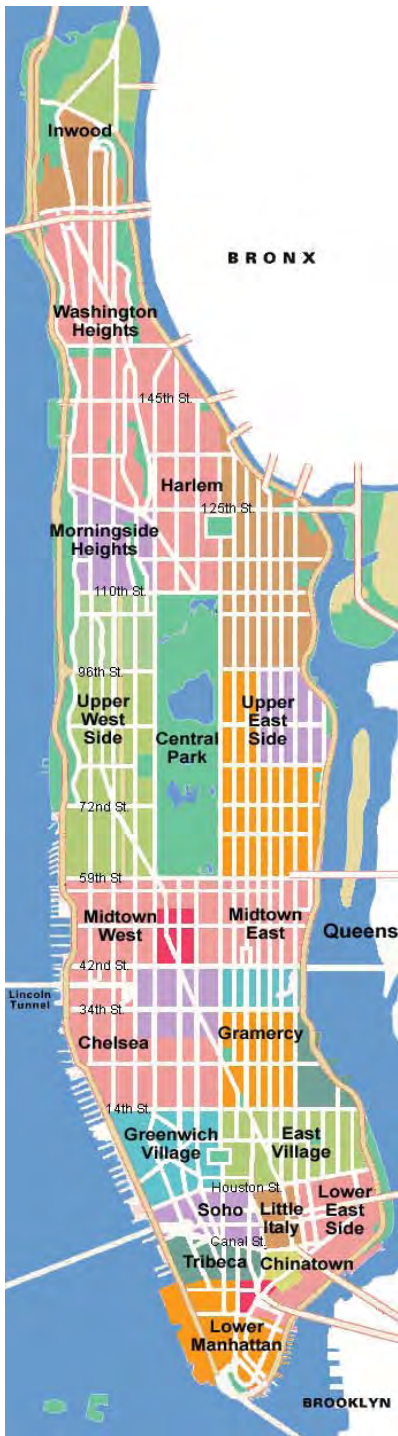 Inwood
BRONX
Washington
Heights
145th St.
Harlem
125th St.
Morningside
Heights
110th St.
96th St.
Upper
West
Side
Central
Park
Upper
East
Side
72nd St.
59th St
Midtown
West
Midtown
East
Queens
42nd St.
Lincoln
Tunnel
34th St.
Chelsea
Gramercy
14th St.
Greenwich
Village
East
Village
Houston St.
Soho
Little
Italy
Lower
East
Side
Canal St.
Tribeca
Chinatown
Lower
Manhattan
BROOKLYN